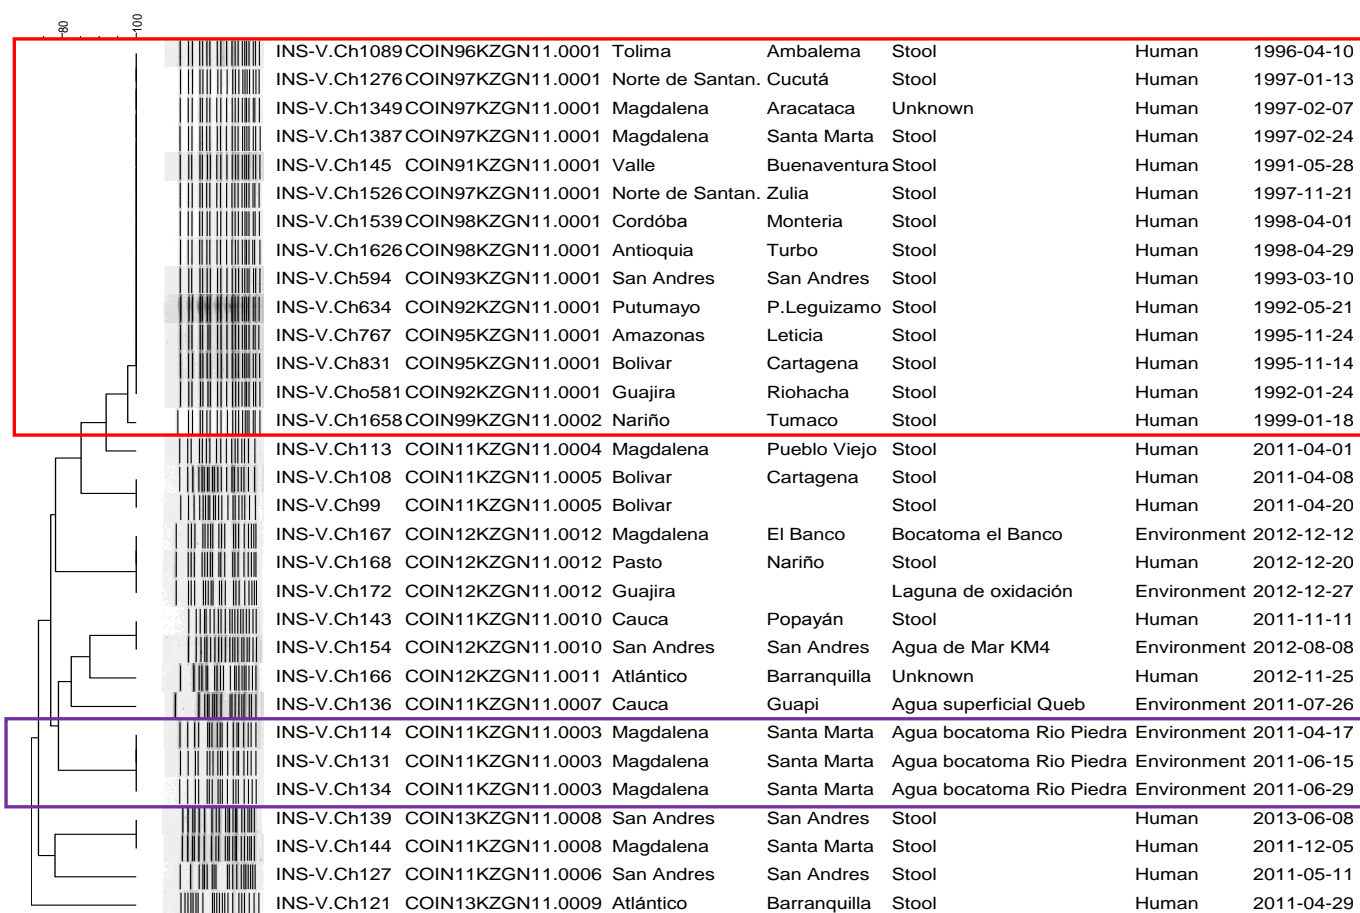 80 100
INS-V.Ch1089 COIN96KZGN11.0001 Tolima Ambalema Stool Human 1996-04-10
INS-V.Ch1276 COIN97KZGN11.0001 Norte de Santan. Cucutá Stool Human 1997-01-13
INS-V.Ch1349 COIN97KZGN11.0001 Magdalena Aracataca Unknown Human 1997-02-07
INS-V.Ch1387 COIN97KZGN11.0001 Magdalena Santa Marta Stool Human 1997-02-24
INS-V.Ch145 COIN91KZGN11.0001 Valle Buenaventura Stool Human 1991-05-28
INS-V.Ch1526 COIN97KZGN11.0001 Norte de Santan. Zulia Stool Human 1997-11-21
INS-V.Ch1539 COIN98KZGN11.0001 Cordóba Monteria Stool Human 1998-04-01
INS-V.Ch1626 COIN98KZGN11.0001 Antioquia Turbo Stool Human 1998-04-29
INS-V.Ch594 COIN93KZGN11.0001 San Andres San Andres Stool Human 1993-03-10
INS-V.Ch634 COIN92KZGN11.0001 Putumayo P.Leguizamo Stool Human 1992-05-21
INS-V.Ch767 COIN95KZGN11.0001 Amazonas Leticia Stool Human 1995-11-24
INS-V.Ch831 COIN95KZGN11.0001 Bolivar Cartagena Stool Human 1995-11-14
INS-V.Cho581 COIN92KZGN11.0001 Guajira Riohacha Stool Human 1992-01-24
INS-V.Ch1658 COIN99KZGN11.0002 Nariño Tumaco Stool Human 1999-01-18
INS-V.Ch113 COIN11KZGN11.0004 Magdalena Pueblo Viejo Stool Human 2011-04-01
INS-V.Ch108 COIN11KZGN11.0005 Bolivar Cartagena Stool Human 2011-04-08
INS-V.Ch99 COIN11KZGN11.0005 Bolivar Stool Human 2011-04-20
INS-V.Ch167 COIN12KZGN11.0012 Magdalena El Banco Bocatoma el Banco Environment 2012-12-12
INS-V.Ch168 COIN12KZGN11.0012 Pasto Nariño Stool Human 2012-12-20
INS-V.Ch172 COIN12KZGN11.0012 Guajira Laguna de oxidación Environment 2012-12-27
INS-V.Ch143 COIN11KZGN11.0010 Cauca Popayán Stool Human 2011-11-11
INS-V.Ch154 COIN12KZGN11.0010 San Andres San Andres Agua de Mar KM4 Environment 2012-08-08
INS-V.Ch166 COIN12KZGN11.0011 Atlántico Barranquilla Unknown Human 2012-11-25
INS-V.Ch136 COIN11KZGN11.0007 Cauca Guapi Agua superficial Queb Environment 2011-07-26
INS-V.Ch114 COIN11KZGN11.0003 Magdalena Santa Marta Agua bocatoma Rio Piedra Environment 2011-04-17
INS-V.Ch131 COIN11KZGN11.0003 Magdalena Santa Marta Agua bocatoma Rio Piedra Environment 2011-06-15
INS-V.Ch134 COIN11KZGN11.0003 Magdalena Santa Marta Agua bocatoma Rio Piedra Environment 2011-06-29
INS-V.Ch139 COIN13KZGN11.0008 San Andres San Andres Stool Human 2013-06-08
INS-V.Ch144 COIN11KZGN11.0008 Magdalena Santa Marta Stool Human 2011-12-05
INS-V.Ch127 COIN11KZGN11.0006 San Andres San Andres Stool Human 2011-05-11
INS-V.Ch121 COIN13KZGN11.0009 Atlántico Barranquilla Stool Human 2011-04-29